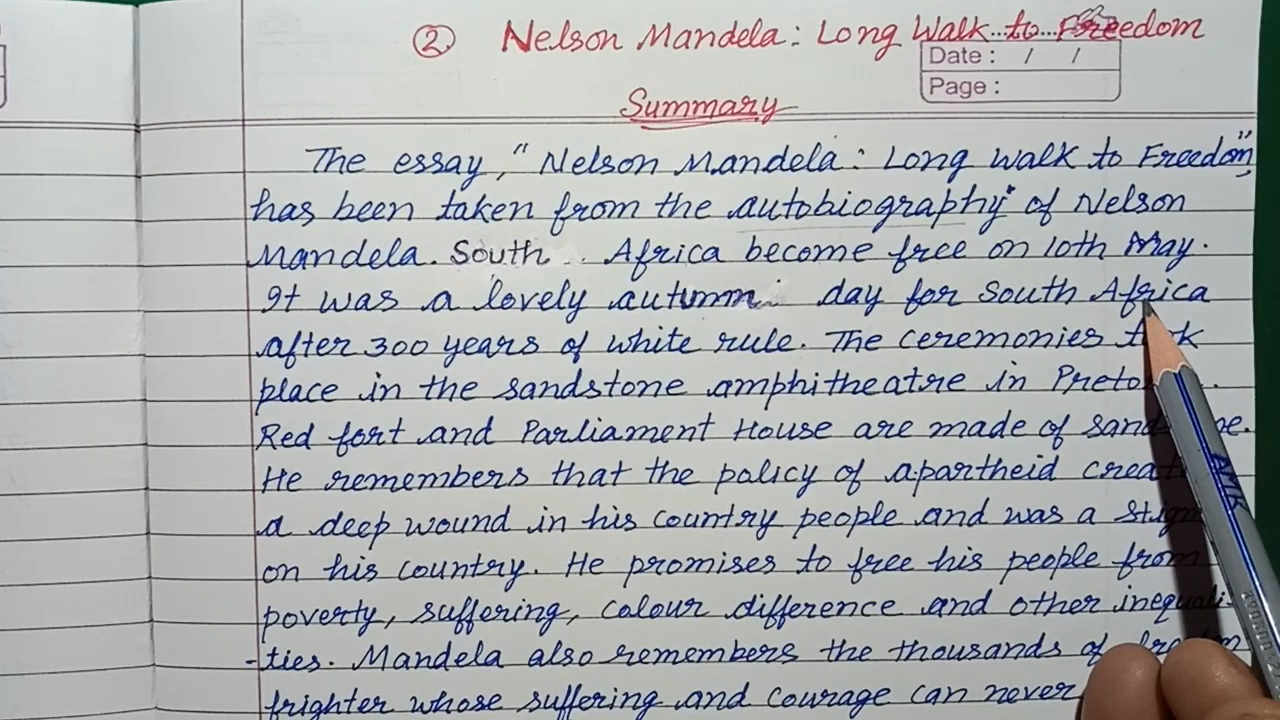 ② Nelson Mandela: Long Walk to Freedom
Date : / /
Page :
Summary
The essay, "Nelson Mandela: Long Walk to Freedom"
has been taken from the autobiography of Nelson
Mandela. South Africa become free on 10th May.
It was a lovely autumn day for South Africa
after 300 years of white rule. The ceremonies
place in the sandstone amphitheatre in
Red fort and Parliament House are made of
He remembers that the policy of apartheid
a deep wound in his country people and was a
on his country. He promises to free his people from
poverty, suffering, colour difference and other inequali
-ties. Mandela also remembers the thousands of
frighter whose suffering and courage can never